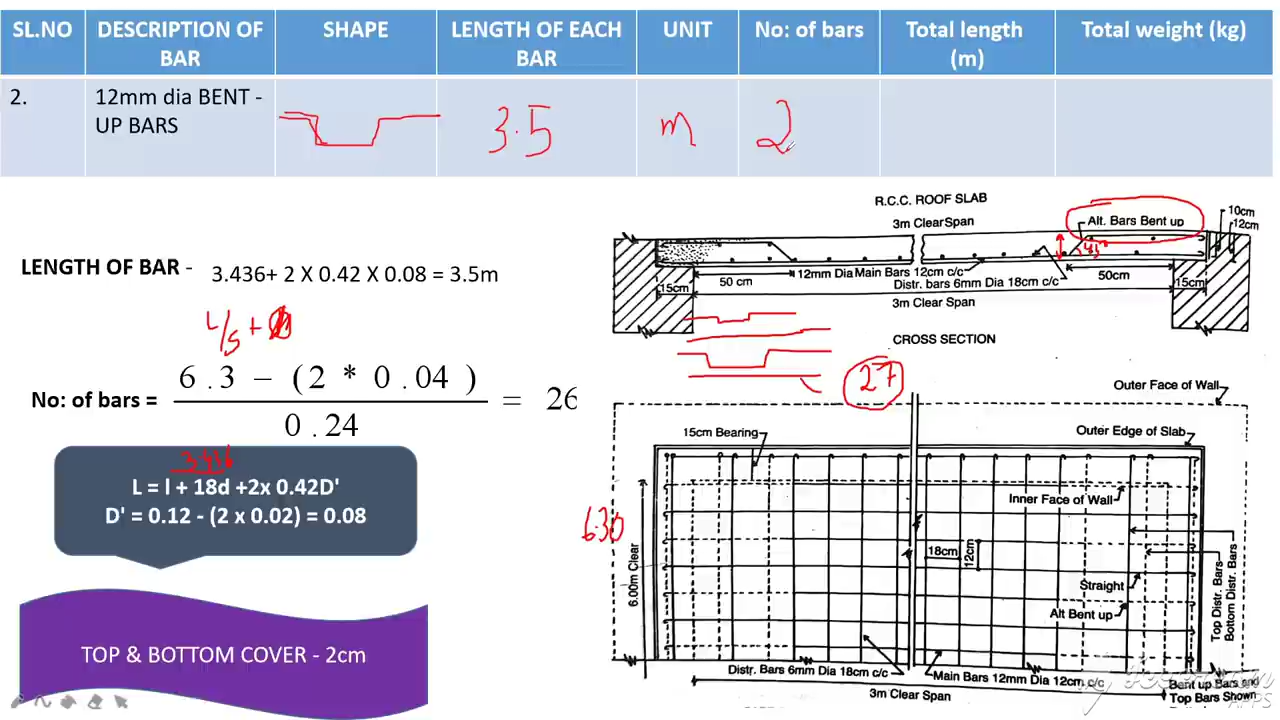 SL.NO DESCRIPTION OF BAR SHAPE LENGTH OF EACH BAR UNIT No: of bars Total length (m) Total weight (kg)
2. 12mm dia BENT - UP BARS 3.5 m 2
R.C.C. ROOF SLAB
3m Clear Span
Alt. Bars Bent up
10cm
12cm
45°
LENGTH OF BAR - 3.436+ 2 X 0.42 X 0.08 = 3.5m
12mm Dia Main Bars 12cm c/c
Distr. bars 6mm Dia 18cm c/c
50 cm
50cm
15cm
15cm
3m Clear Span
CROSS SECTION
L/S +
No: of bars = 6.3 – (2 * 0.04 ) / 0.24 = 26
27
Outer Face of Wall
15cm Bearing
Outer Edge of Slab
3.436
L = l + 18d +2x 0.42D'
D' = 0.12 - (2 x 0.02) = 0.08
Inner Face of Wall
6.30
18cm
12cm
6.00m Clear
Straight
Alt Bent up
Top Distr. Bars
Bottom Distr. Bars
TOP & BOTTOM COVER - 2cm
Distr. Bars 6mm Dia 18cm c/c
Main Bars 12mm Dia 12cm c/c
3m Clear Span
Bent up Bars and
Top Bars Shown